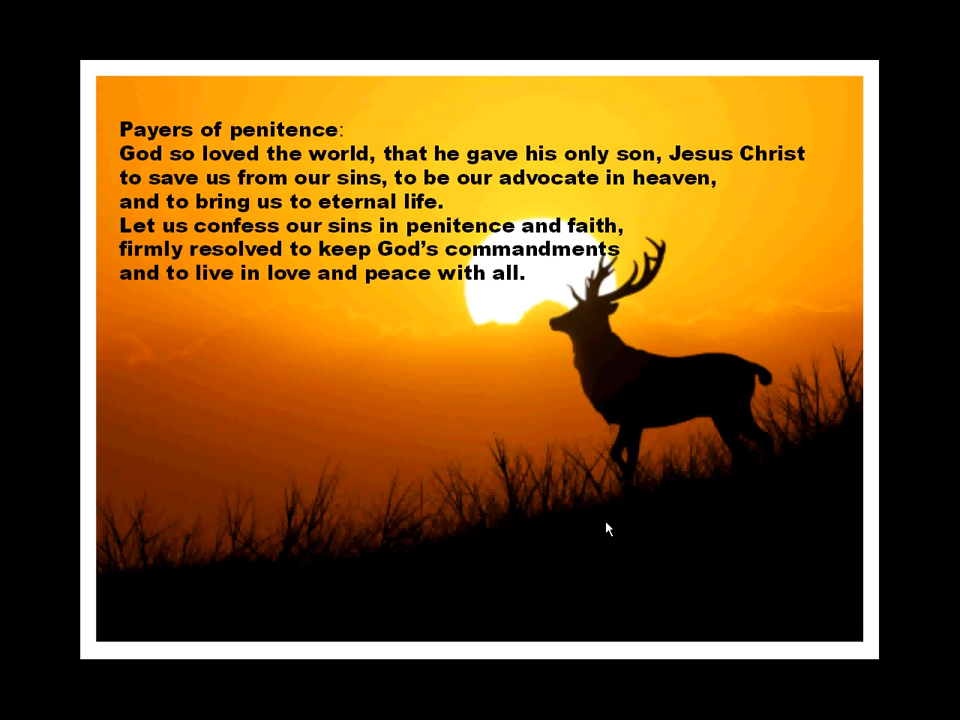 Payers of penitence:
God so loved the world, that he gave his only son, Jesus Christ
to save us from our sins, to be our advocate in heaven,
and to bring us to eternal life.
Let us confess our sins in penitence and faith,
firmly resolved to keep God’s commandments
and to live in love and peace with all.